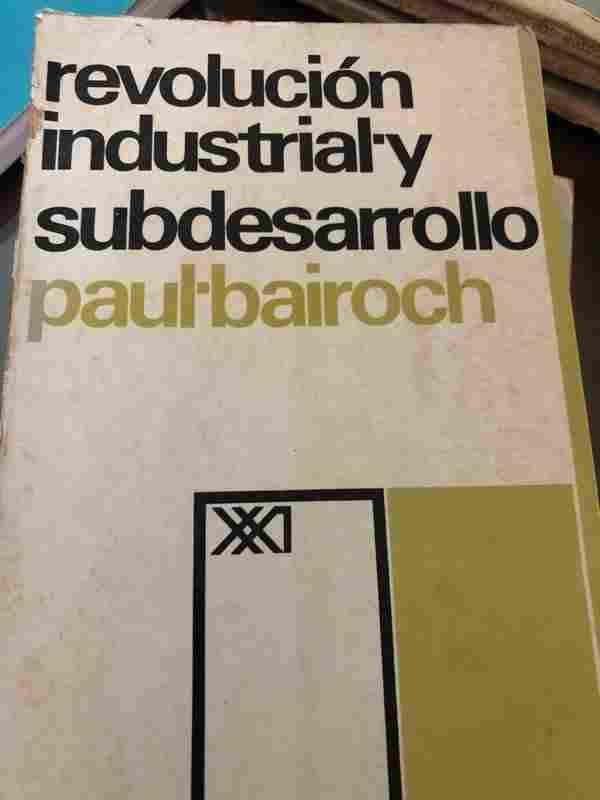 revolución
industrial·y
subdesarrollo
paul·bairoch
XXI